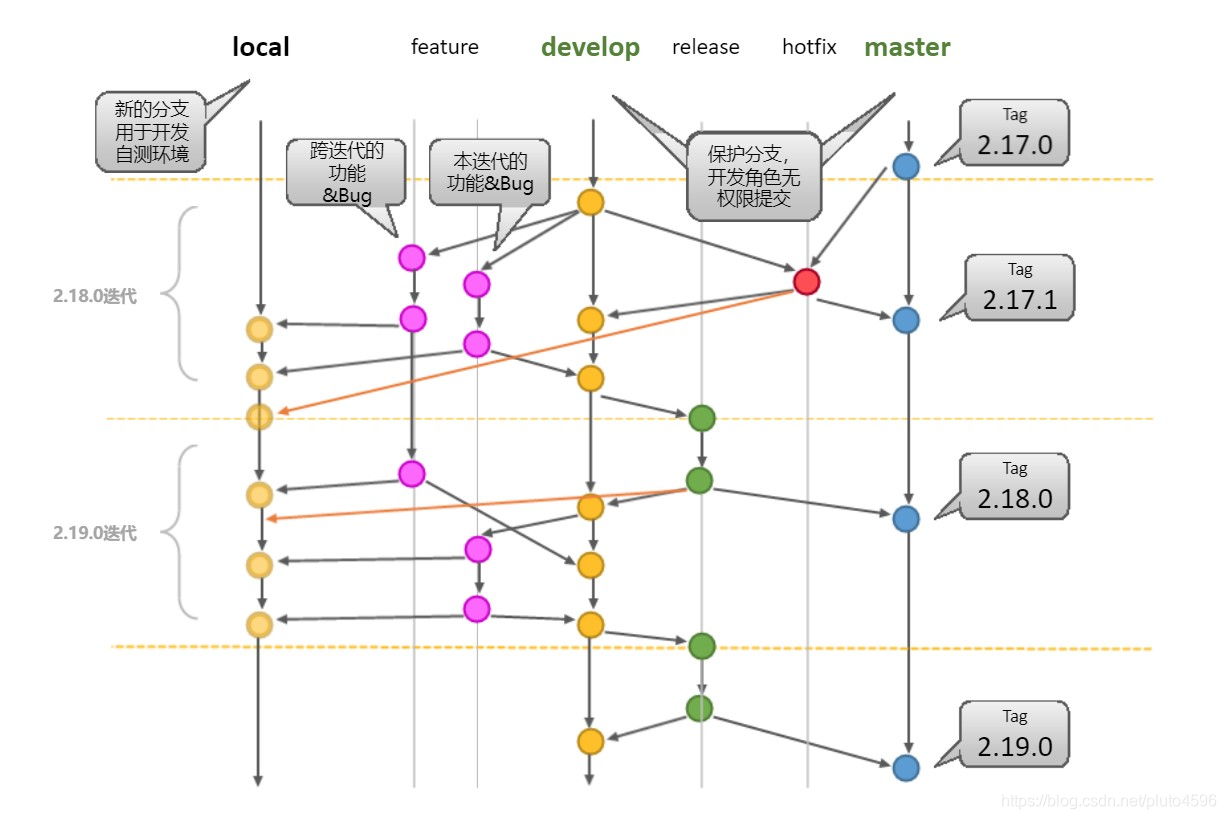 local
feature
develop
release
hotfix
master
新的分支
用于开发
自测环境
跨迭代的
功能
&Bug
本迭代的
功能&Bug
保护分支，
开发角色无
权限提交
Tag
2.17.0
2.18.0迭代
Tag
2.17.1
Tag
2.18.0
2.19.0迭代
Tag
2.19.0
https://blog.csdn.net/pluto4596